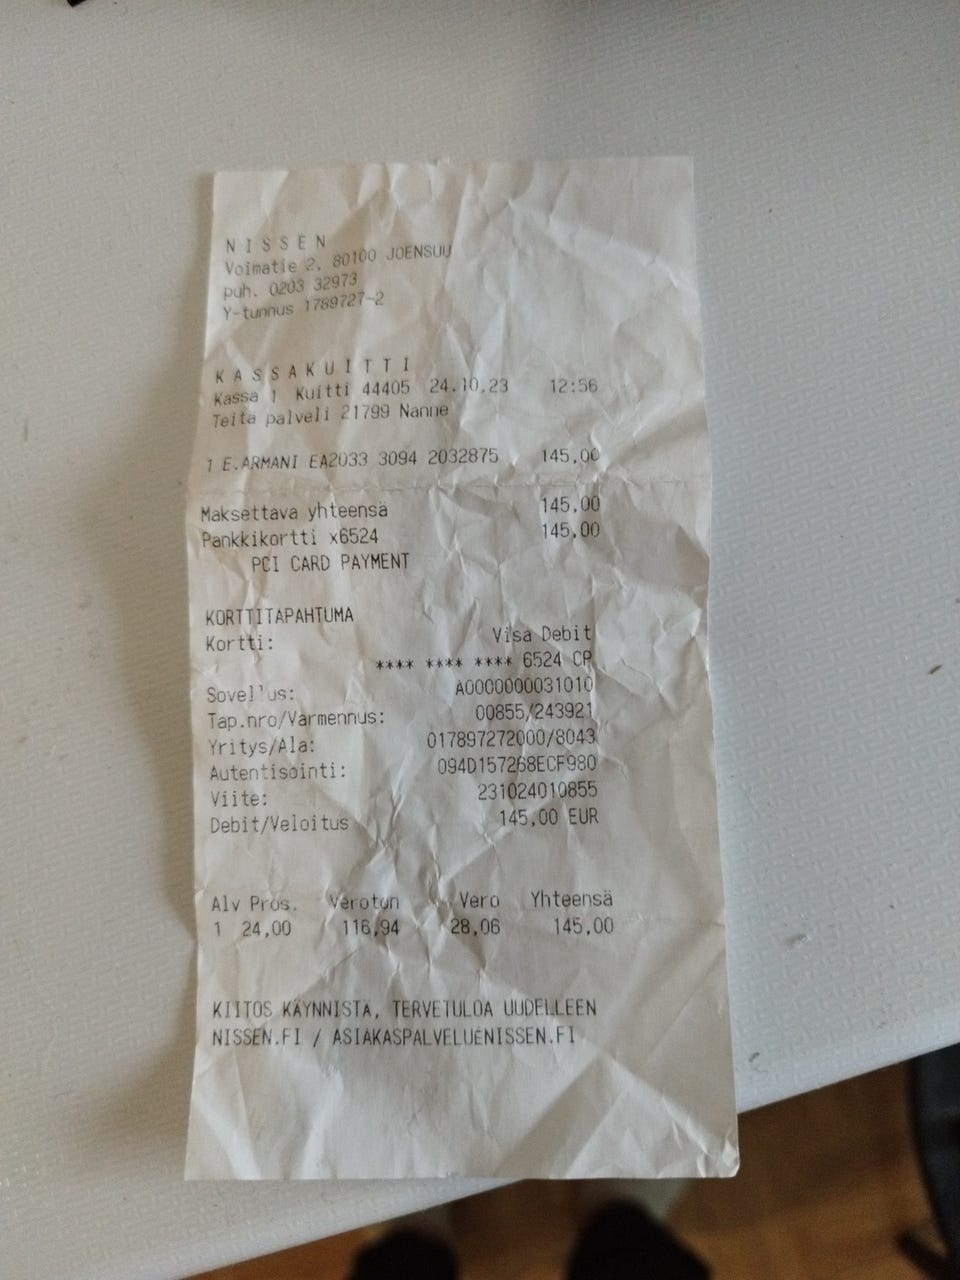 N I S S E N
Voimatie 2, 80100 JOENSUU
puh. 0203 32973
Y-tunnus 1789727-2
K A S S A K U I T T I
Kassa 1 Kuitti 44405 24.10.23 12:56
Teitä palveli 21799 Nanne
1 E.ARMANI EA2033 3094 2032875 145,00
Maksettava yhteensä 145,00
Pankkikortti x6524 145,00
PCI CARD PAYMENT
KORTTITAPAHTUMA
Kortti: Visa Debit
**** **** **** 6524 CP
Sovellus: A0000000031010
Tap.nro/Varmennus: 00855/243921
Yritys/Ala: 017897272000/8043
Autentisointi: 094D157268ECF980
Viite: 231024010855
Debit/Veloitus 145,00 EUR
Alv Pros. Veroton Vero Yhteensä
1 24,00 116,94 28,06 145,00
KIITOS KÄYNNISTÄ, TERVETULOA UUDELLEEN
NISSEN.FI / ASIAKASPALVELUÉNISSEN.FI